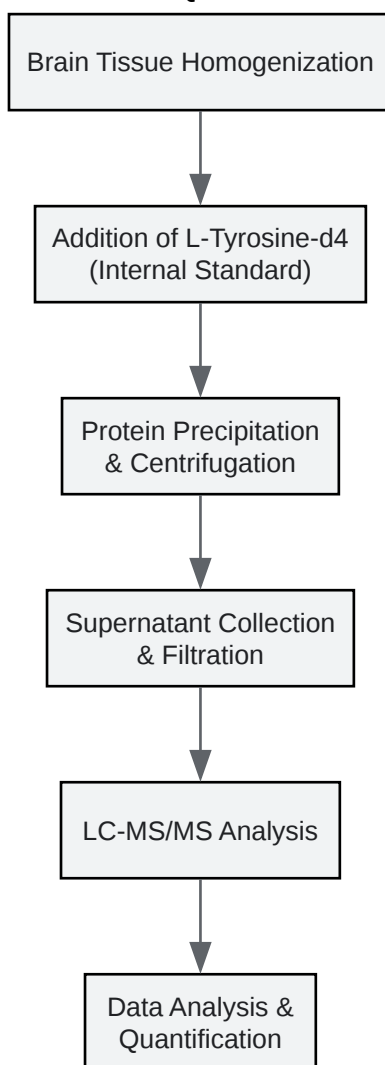 Brain Tissue Homogenization
Addition of L-Tyrosine-d4
(Internal Standard)
Protein Precipitation
& Centrifugation
Supernatant Collection
& Filtration
LC-MS/MS Analysis
Data Analysis &
Quantification